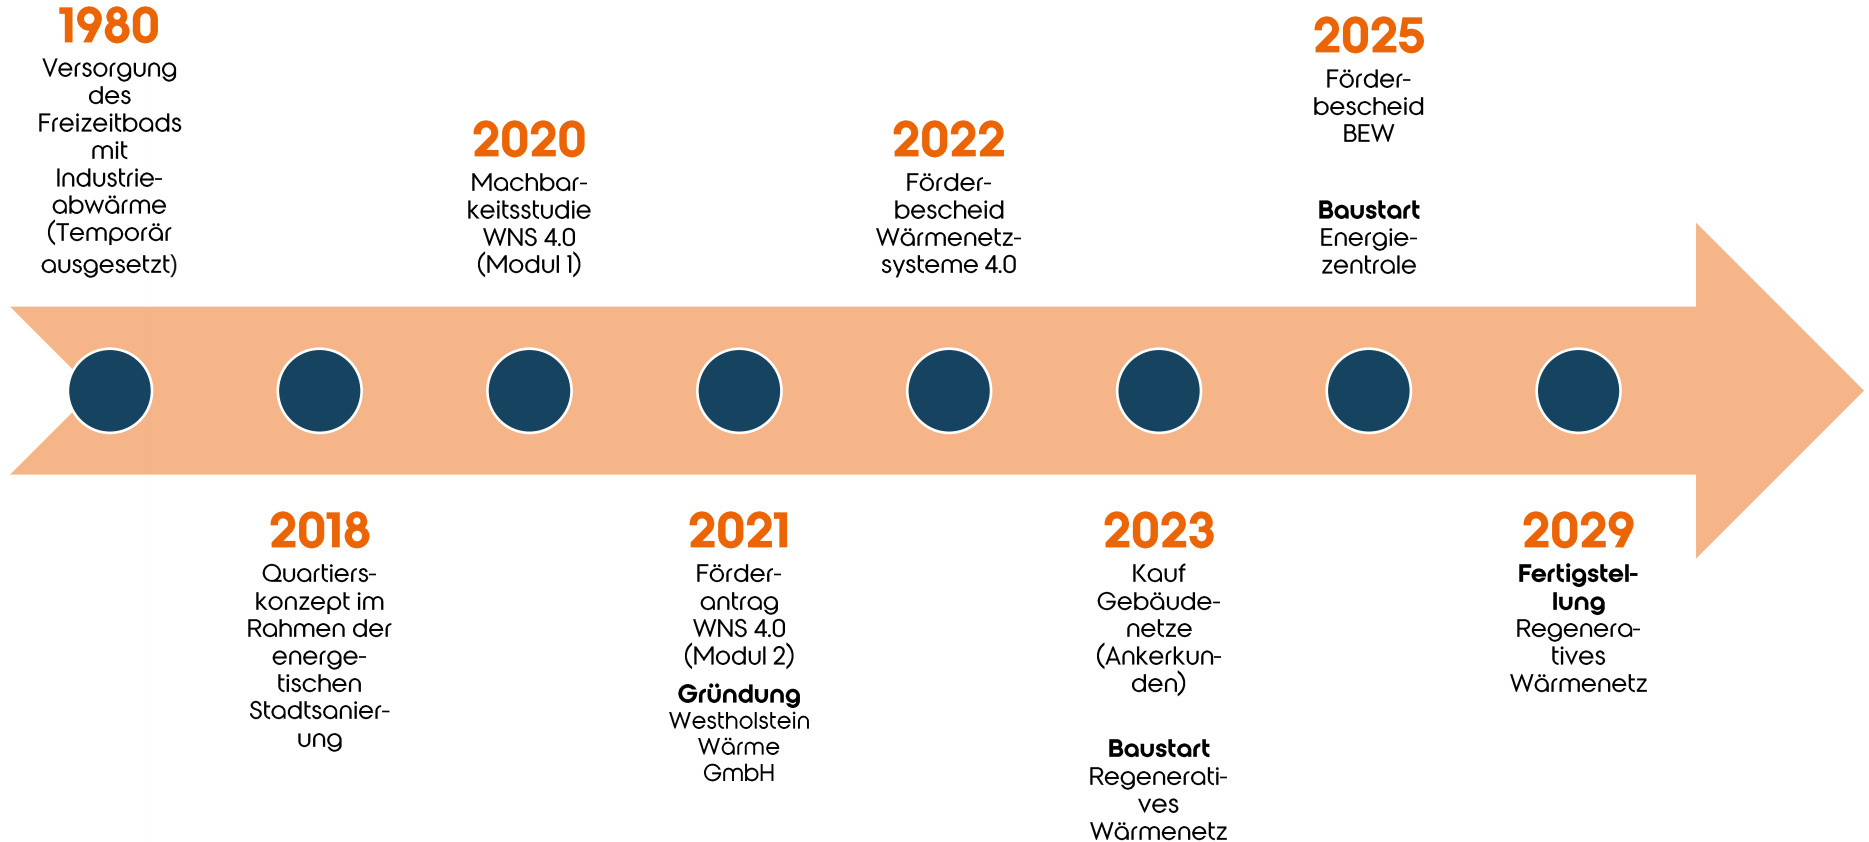 1980
Versorgung
des
Freizeitbads
mit
Industrie-
abwärme
(Temporär
ausgesetzt)
2018
Quartiers-
konzept im
Rahmen der
energe-
tischen
Stadtsanier-
ung
2020
Machbar-
keitsstudie
WNS 4.0
(Modul 1)
2021
Förder-
antrag
WNS 4.0
(Modul 2)
Gründung
Westholstein
Wärme
GmbH
2022
Förder-
bescheid
Wärmenetz-
systeme 4.0
2023
Kauf
Gebäude-
netze
(Ankerkun-
den)
Baustart
Regenerati-
ves
Wärmenetz
2025
Förder-
bescheid
BEW
Baustart
Energie-
zentrale
2029
Fertigstel-
lung
Regenera-
tives
Wärmenetz